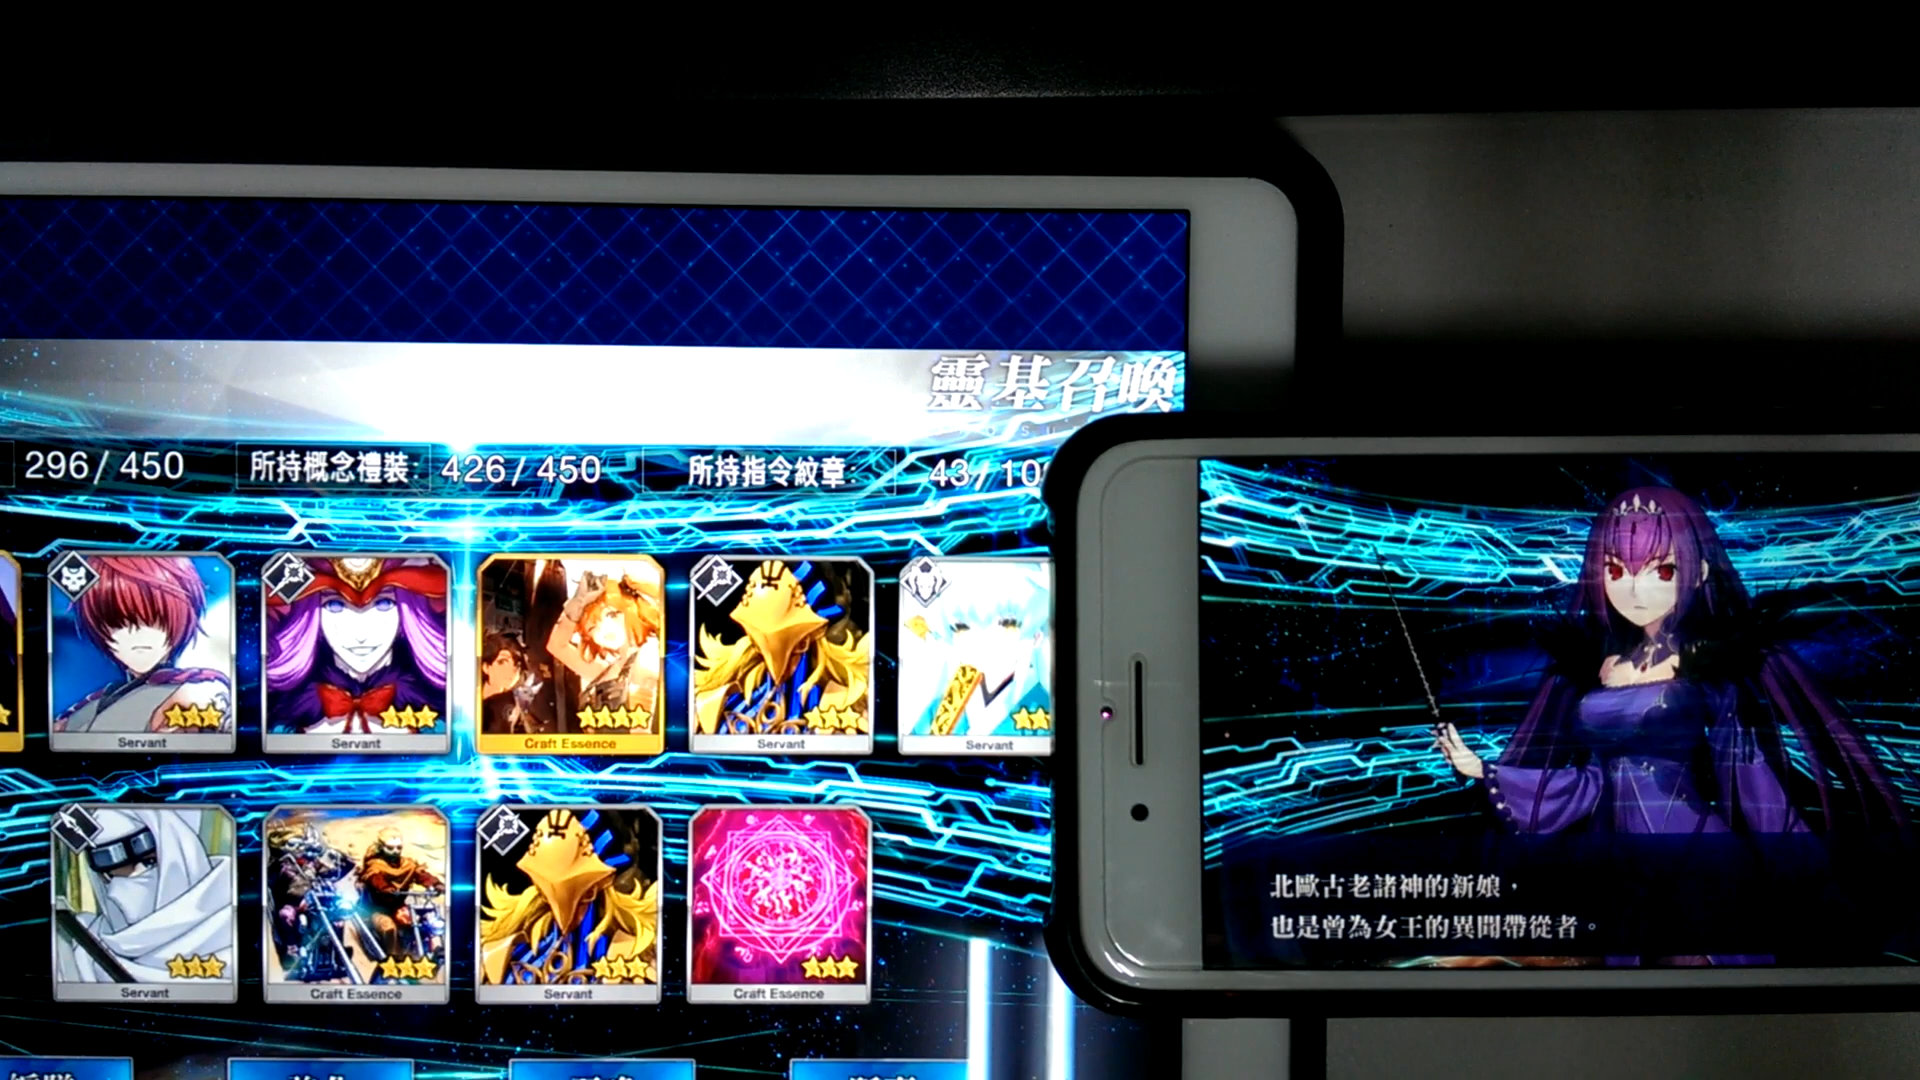 靈基召喚
296 / 450
所持概念禮裝:
426 / 450
所持指令紋章:
43 / 10
Servant
Servant
Craft Essence
Servant
Servant
Servant
Craft Essence
Servant
Craft Essence
北歐古老諸神的新娘，
也是曾為女王的異聞帶從者。